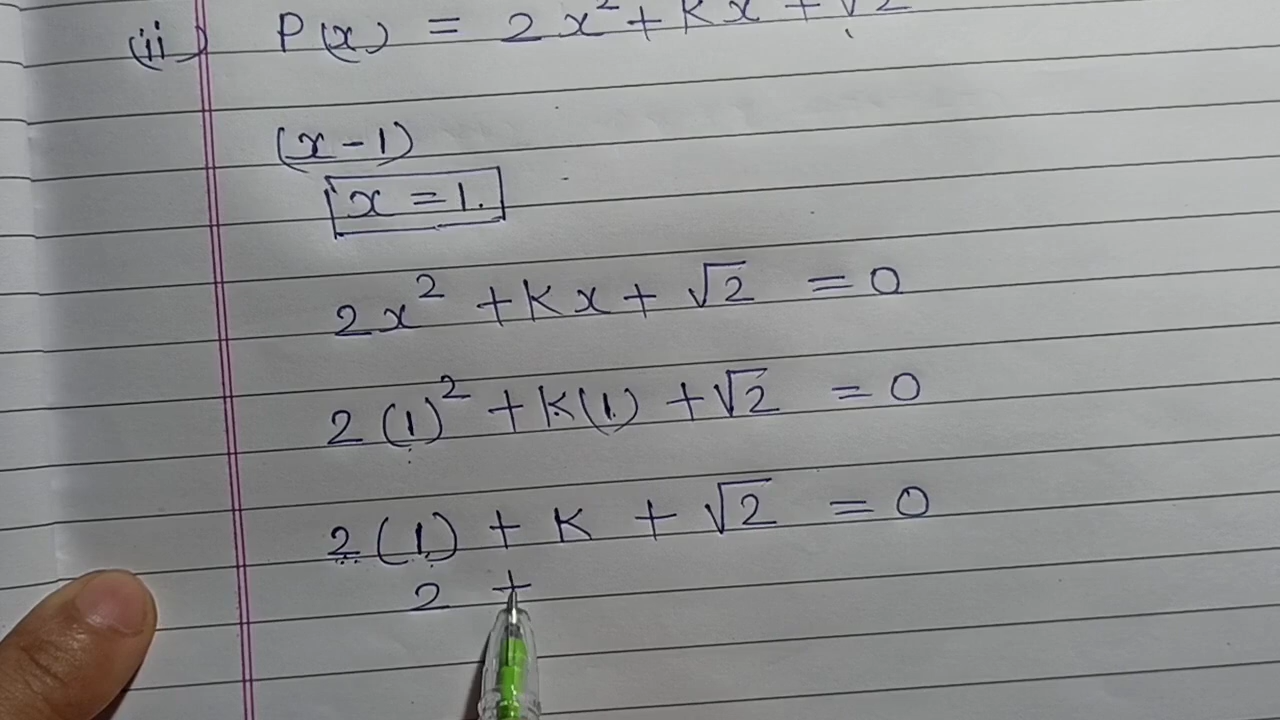 (ii) P(x) = 2x² + Kx + √2
(x - 1)
x = 1.
2x² + Kx + √2 = 0
2(1)² + K(1) + √2 = 0
2(1) + K + √2 = 0
2 +